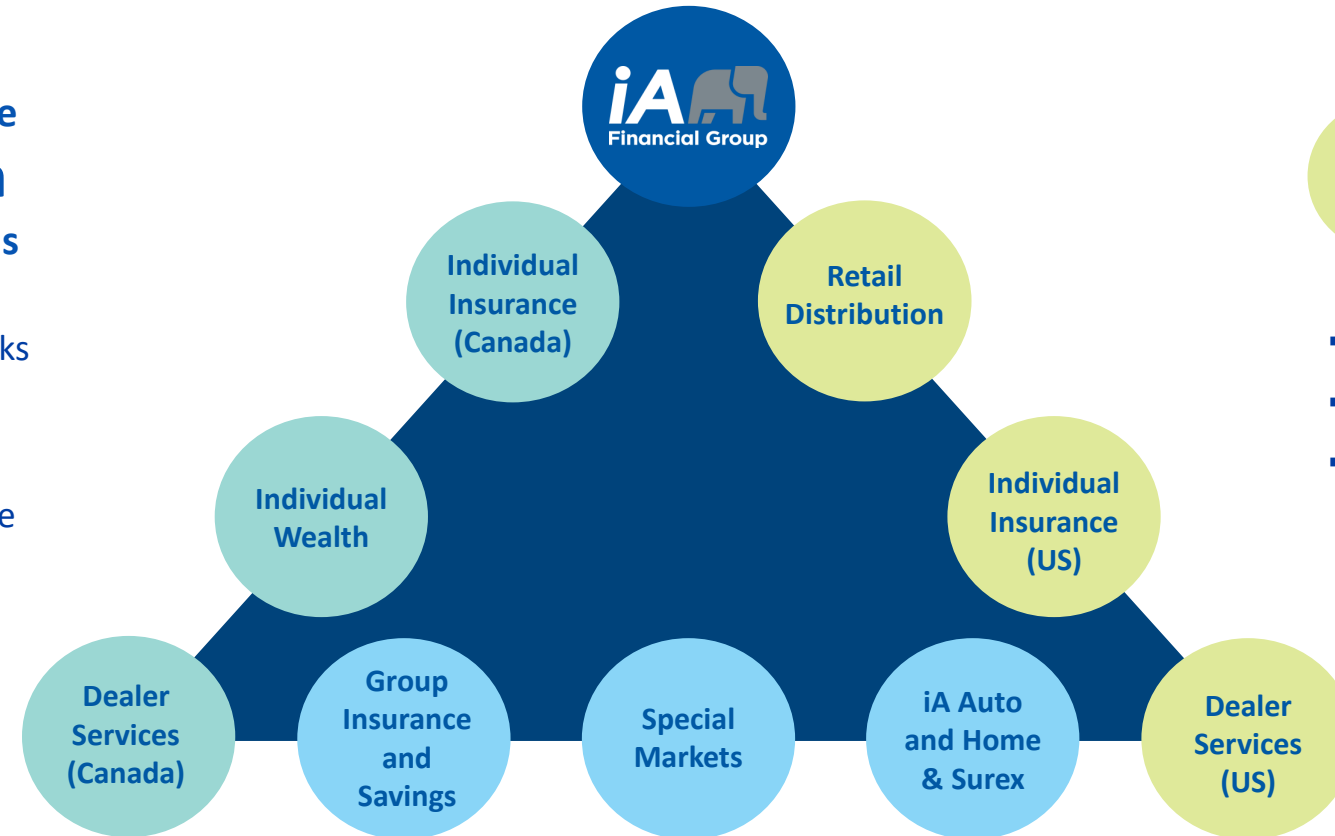 e
s
ks
e
iA
Financial Group
Individual
Insurance
(Canada)
Retail
Distribution
Individual
Wealth
Individual
Insurance
(US)
Dealer
Services
(Canada)
Group
Insurance
and
Savings
Special
Markets
iA Auto
and Home
& Surex
Dealer
Services
(US)